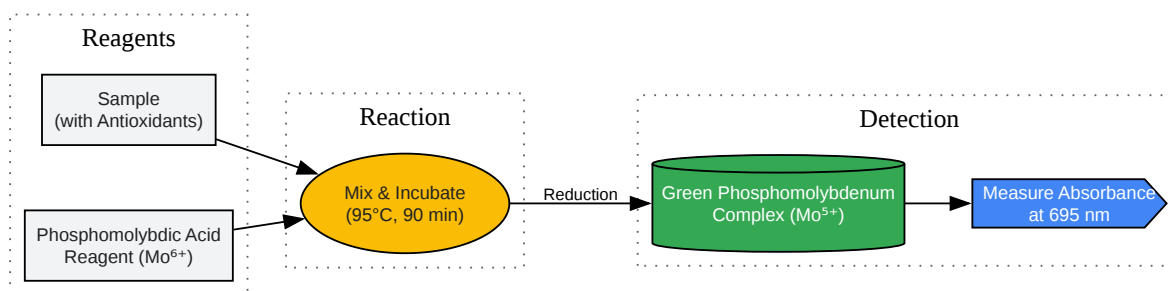 Reagents
Sample
(with Antioxidants)
Phosphomolybdic Acid
Reagent (Mo⁶⁺)
Reaction
Mix & Incubate
(95°C, 90 min)
Reduction
Detection
Green Phosphomolybdenum
Complex (Mo⁵⁺)
Measure Absorbance
at 695 nm